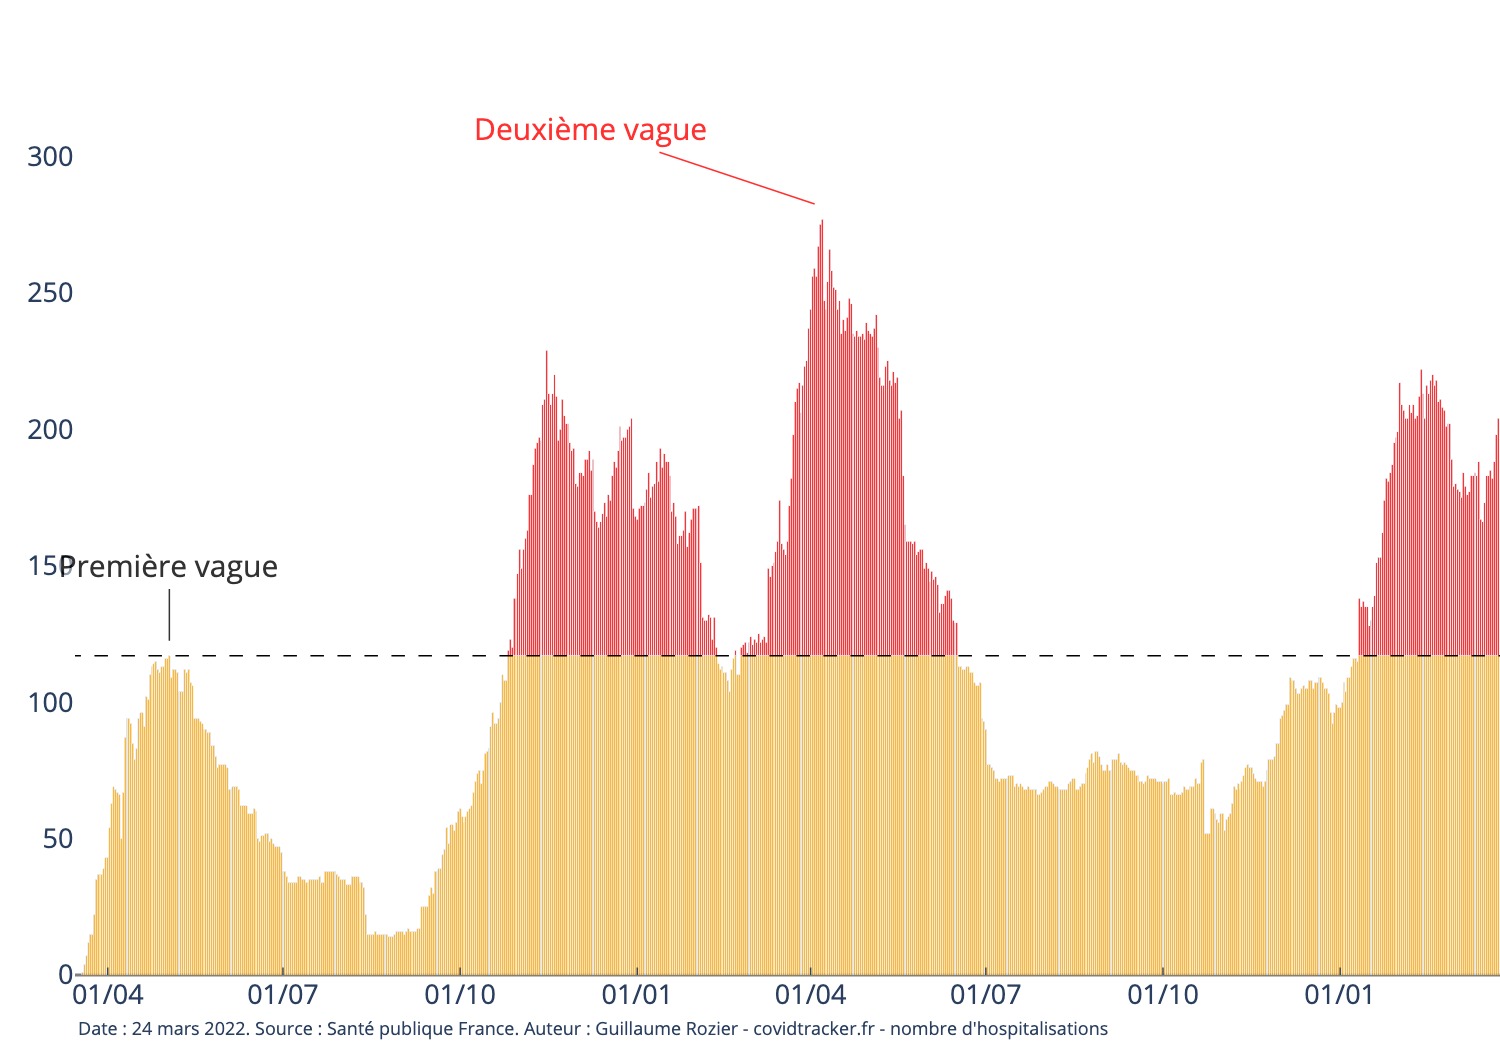 Deuxième vague
300
250
200
150
Première vague
100
50
0
01/04 01/07 01/10 01/01 01/04 01/07 01/10 01/01
Date : 24 mars 2022. Source : Santé publique France. Auteur : Guillaume Rozier - covidtracker.fr - nombre d'hospitalisations